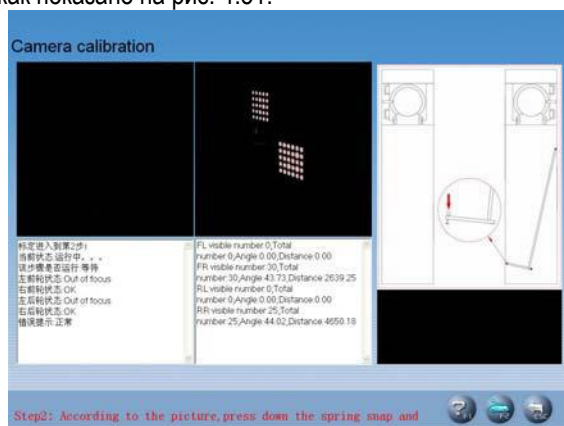 как показано на рис.
Camera calibration
标定进入到第2步:
当前状态:运行中。。。
该步骤是否运行:等待
左前轮状态:Out of focus
右前轮状态:OK
左后轮状态:Out of focus
右后轮状态:OK
错误提示:正常
FL visible number:0,Total
number:0,Angle:0.00,Distance:0.00
FR visible number:30,Total
number:30,Angle:43.73,Distance:2639.25
RL visible number:0,Total
number:0,Angle:0.00,Distance:0.00
RR visible number:25,Total
number:25,Angle:44.02,Distance:4650.18
Step2: According to the picture,press down the spring snap and